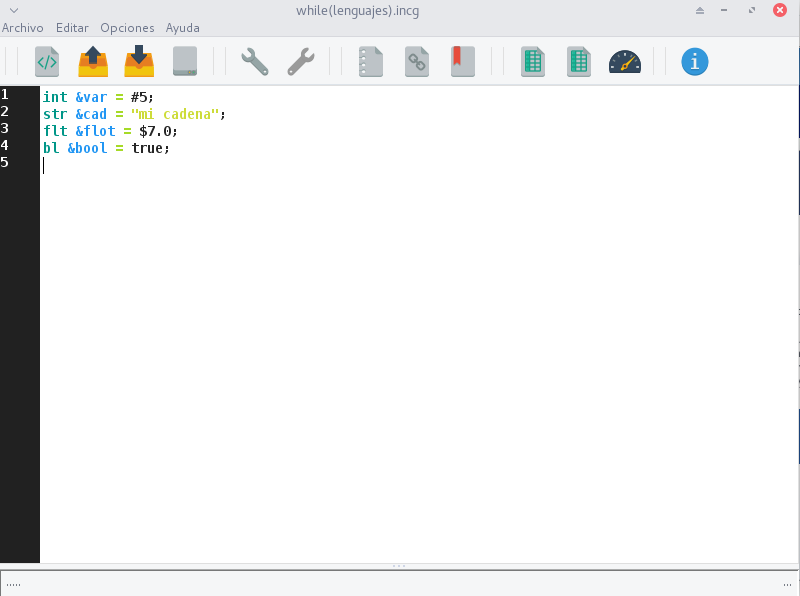 while(lenguajes).incg
Archivo Editar Opciones Ayuda
</>
i
1 int &var = #5;
2 str &cad = "mi cadena";
3 flt &flot = $7.0;
4 bl &bool = true;
5
.....
...